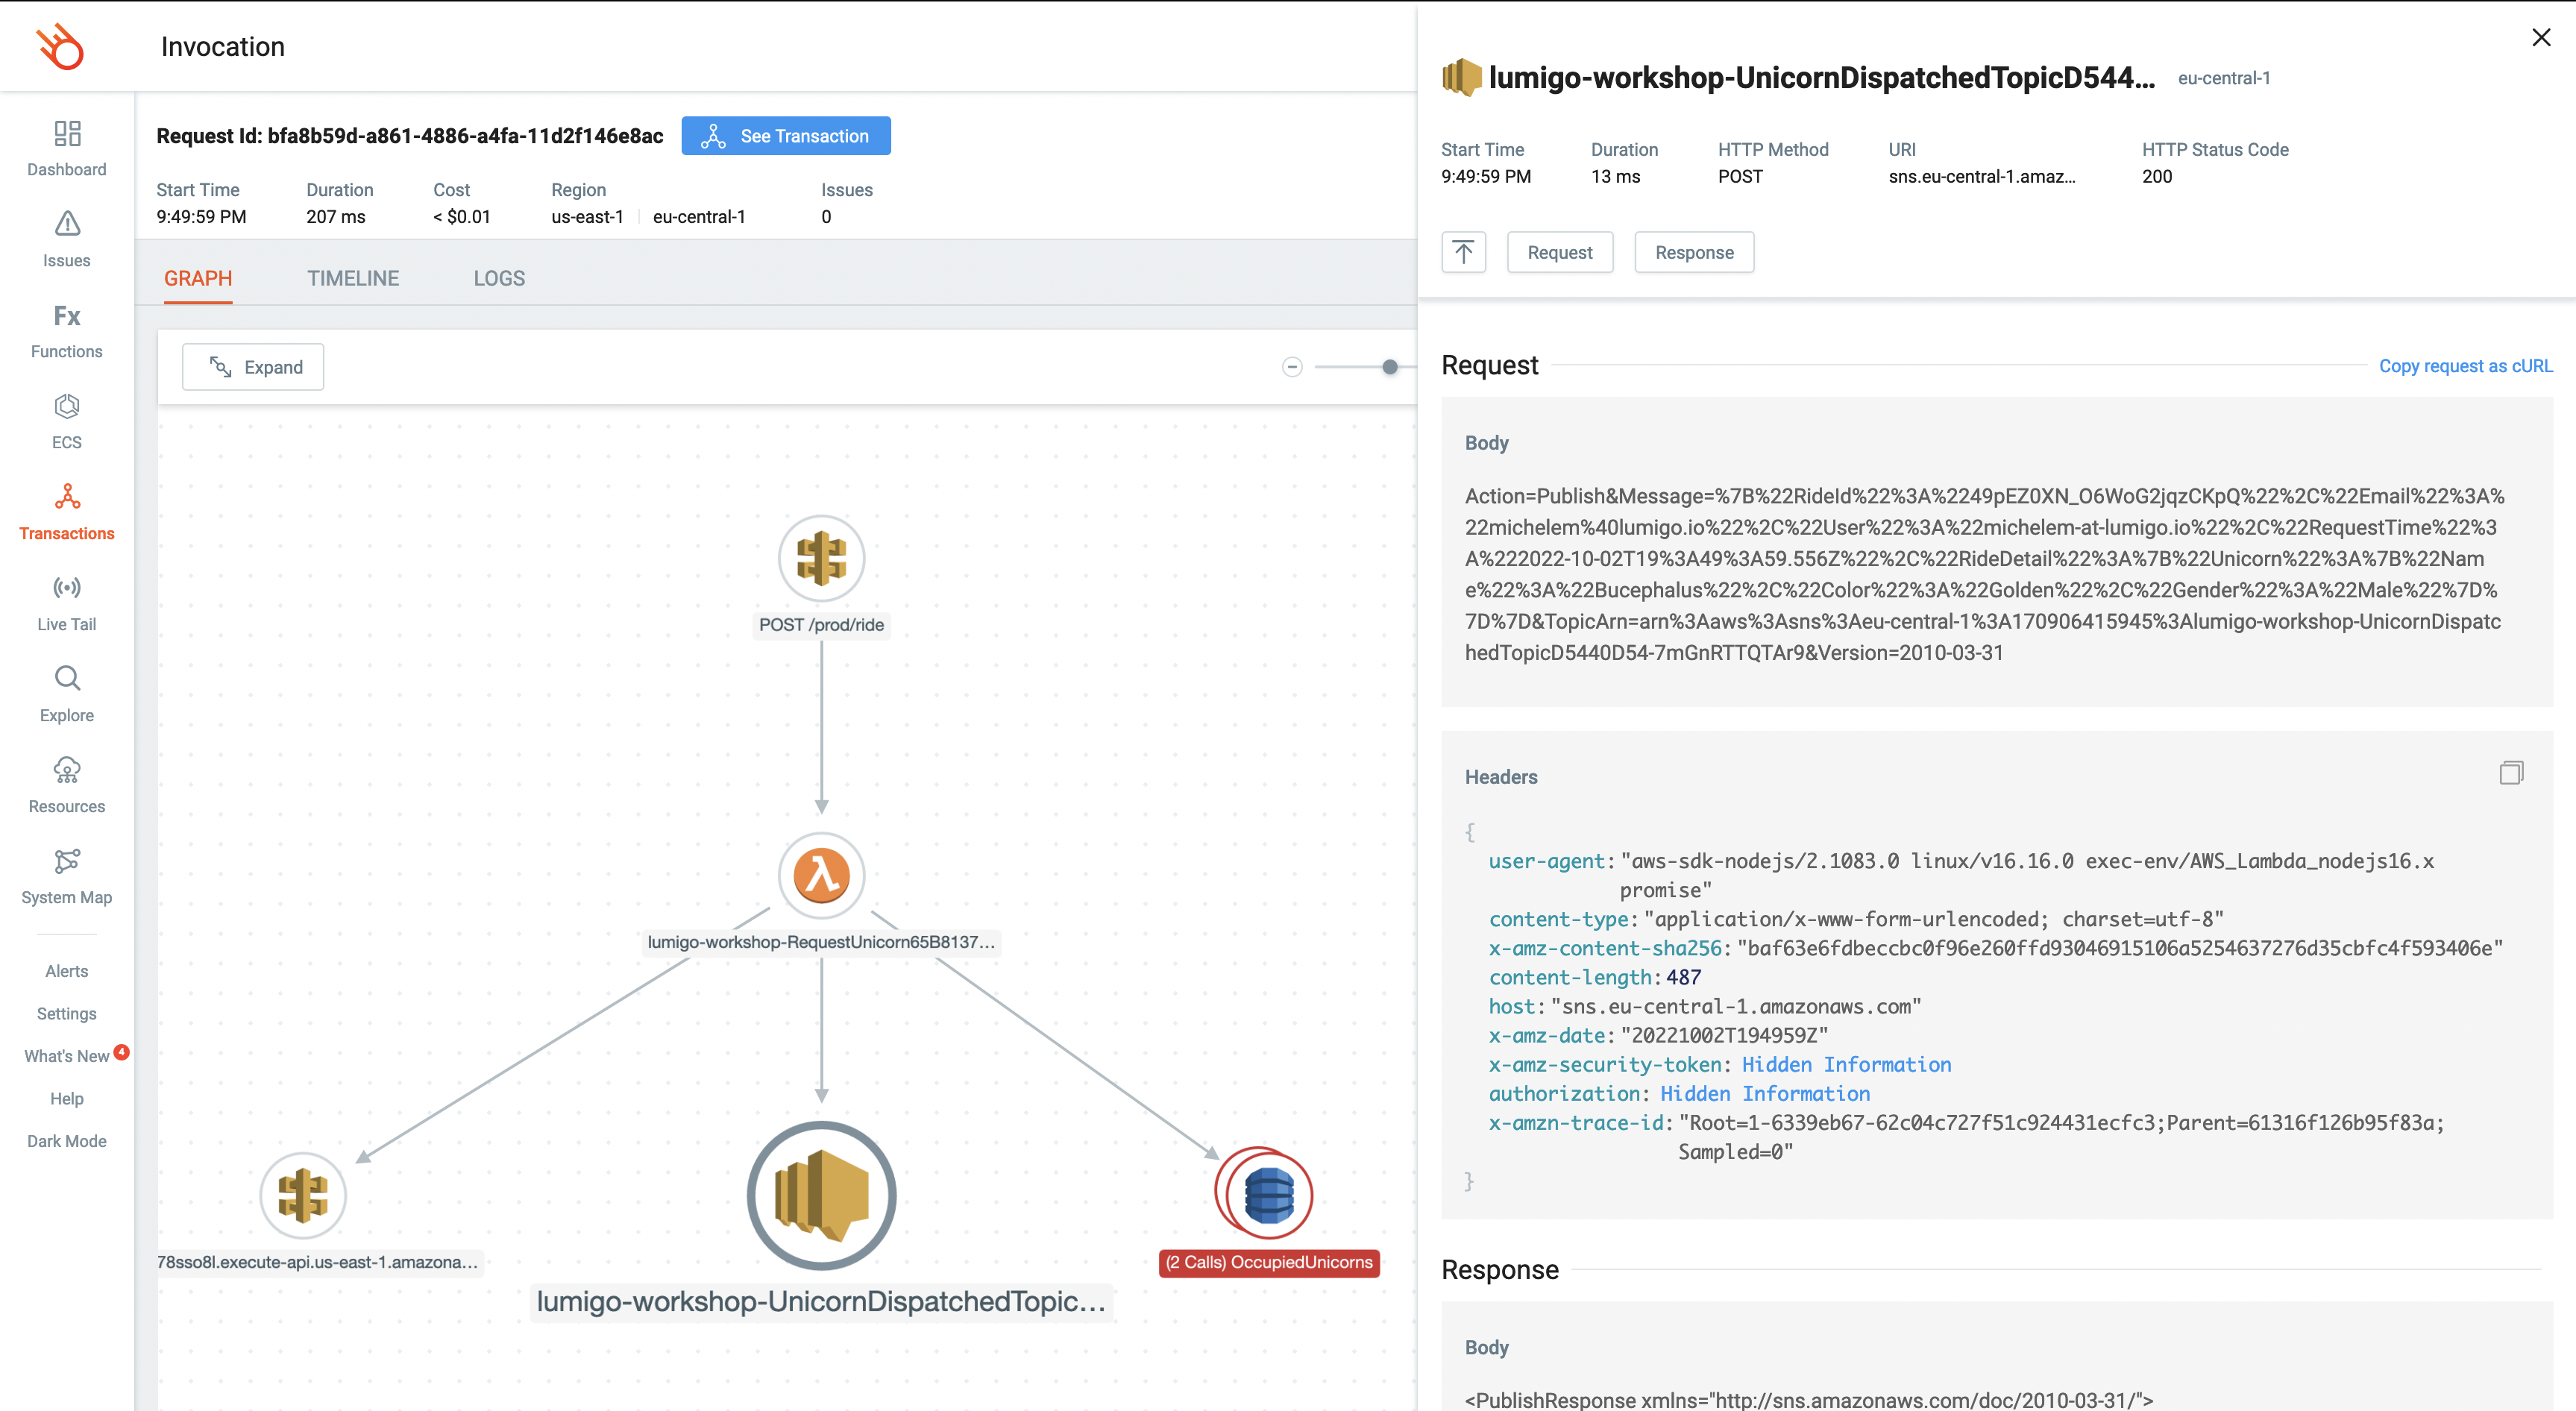 Invocation
Dashboard
Issues
Fx
Functions
ECS
Transactions
Live Tail
Explore
Resources
System Map
Alerts
Settings
What's New 4
Help
Dark Mode
Request Id: bfa8b59d-a861-4886-a4fa-11d2f146e8ac
See Transaction
Start Time Duration Cost Region Issues
9:49:59 PM 207 ms < $0.01 us-east-1 eu-central-1 0
GRAPH TIMELINE LOGS
Expand
POST /prod/ride
lumigo-workshop-RequestUnicorn65B8137...
78sso8l.execute-api.us-east-1.amazona...
lumigo-workshop-UnicornDispatchedTopic...
(2 Calls) OccupiedUnicorns
lumigo-workshop-UnicornDispatchedTopicD544... eu-central-1
Start Time Duration HTTP Method URI HTTP Status Code
9:49:59 PM 13 ms POST sns.eu-central-1.amaz... 200
Request Response
Request Copy request as cURL
Body
Action=Publish&Message=%7B%22RideId%22%3A%2249pEZ0XN_O6WoG2jqzCKpQ%22%2C%22Email%22%3A%
22michelem%40lumigo.io%22%2C%22User%22%3A%22michelem-at-lumigo.io%22%2C%22RequestTime%22%3
A%222022-10-02T19%3A49%3A59.556Z%22%2C%22RideDetail%22%3A%7B%22Unicorn%22%3A%7B%22Nam
e%22%3A%22Bucephalus%22%2C%22Color%22%3A%22Golden%22%2C%22Gender%22%3A%22Male%22%7D%
7D%7D&TopicArn=arn%3Aaws%3Asns%3Aeu-central-1%3A170906415945%3Alumigo-workshop-UnicornDispatc
hedTopicD5440D54-7mGnRTTQTAr9&Version=2010-03-31
Headers
{
user-agent: "aws-sdk-nodejs/2.1083.0 linux/v16.16.0 exec-env/AWS_Lambda_nodejs16.x
promise"
content-type: "application/x-www-form-urlencoded; charset=utf-8"
x-amz-content-sha256: "baf63e6fdbeccbc0f96e260ffd93046915106a5254637276d35cbfc4f593406e"
content-length: 487
host: "sns.eu-central-1.amazonaws.com"
x-amz-date: "20221002T194959Z"
x-amz-security-token: Hidden Information
authorization: Hidden Information
x-amzn-trace-id: "Root=1-6339eb67-62c04c727f51c924431ecfc3;Parent=61316f126b95f83a;
Sampled=0"
}
Response
Body
<PublishResponse xmlns="http://sns.amazonaws.com/doc/2010-03-31/">